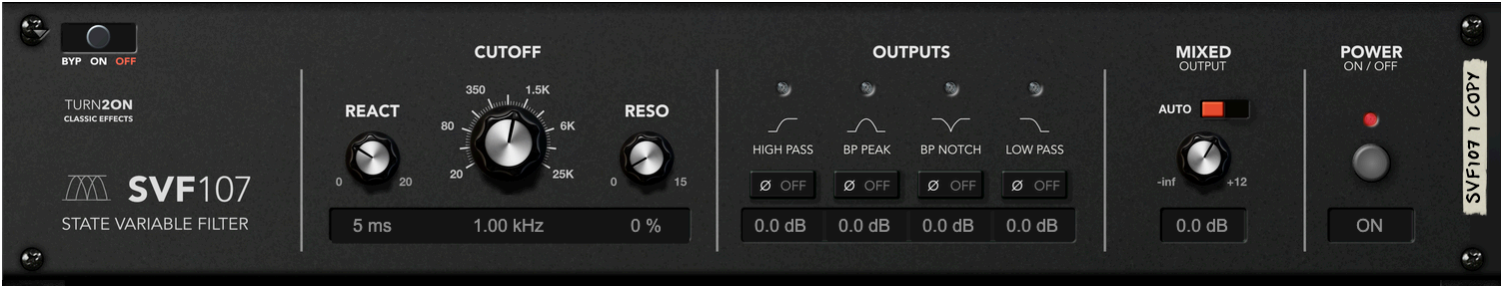 BYP ON OFF
TURN2ON
CLASSIC EFFECTS
SVF107
STATE VARIABLE FILTER
CUTOFF
REACT
0 20
20 80 350 1.5K 6K 25K
RESO
0 15
5 ms 1.00 kHz 0 %
OUTPUTS
HIGH PASS BP PEAK BP NOTCH LOW PASS
Ø OFF Ø OFF Ø OFF Ø OFF
0.0 dB 0.0 dB 0.0 dB 0.0 dB
MIXED
OUTPUT
AUTO
-inf +12
0.0 dB
POWER
ON / OFF
ON
SVF107 1 COPY